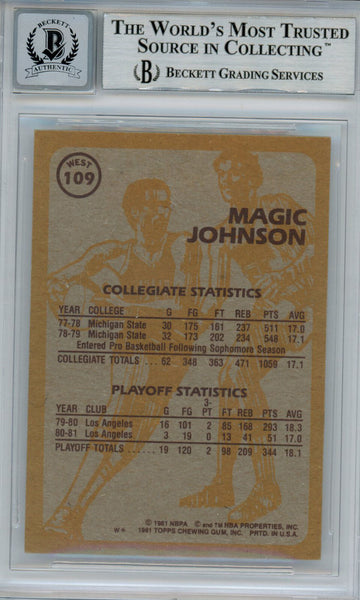 BECKETT
B
AUTHENTIC
THE WORLD'S MOST TRUSTED
SOURCE IN COLLECTING™
B BECKETT GRADING SERVICES
WEST
109
MAGIC
JOHNSON
COLLEGIATE STATISTICS
YEAR COLLEGE G FG FT REB PTS AVG
77-78 Michigan State 30 175 161 237 511 17.0
78-79 Michigan State 32 173 202 234 548 17.1
Entered Pro Basketball Following Sophomore Season
COLLEGIATE TOTALS ... 62 348 363 471 1059 17.1
PLAYOFF STATISTICS
3-
YEAR CLUB G FG PT FT REB PTS AVG
79-80 Los Angeles 16 101 2 85 168 293 18.3
80-81 Los Angeles 3 19 0 13 41 51 17.0
PLAYOFF TOTALS ...... 19 120 2 98 209 344 18.1
© 1981 NBPA © and TM NBA PROPERTIES, INC.
W* 1981 TOPPS CHEWING GUM, INC. PRTD. IN U.S.A.